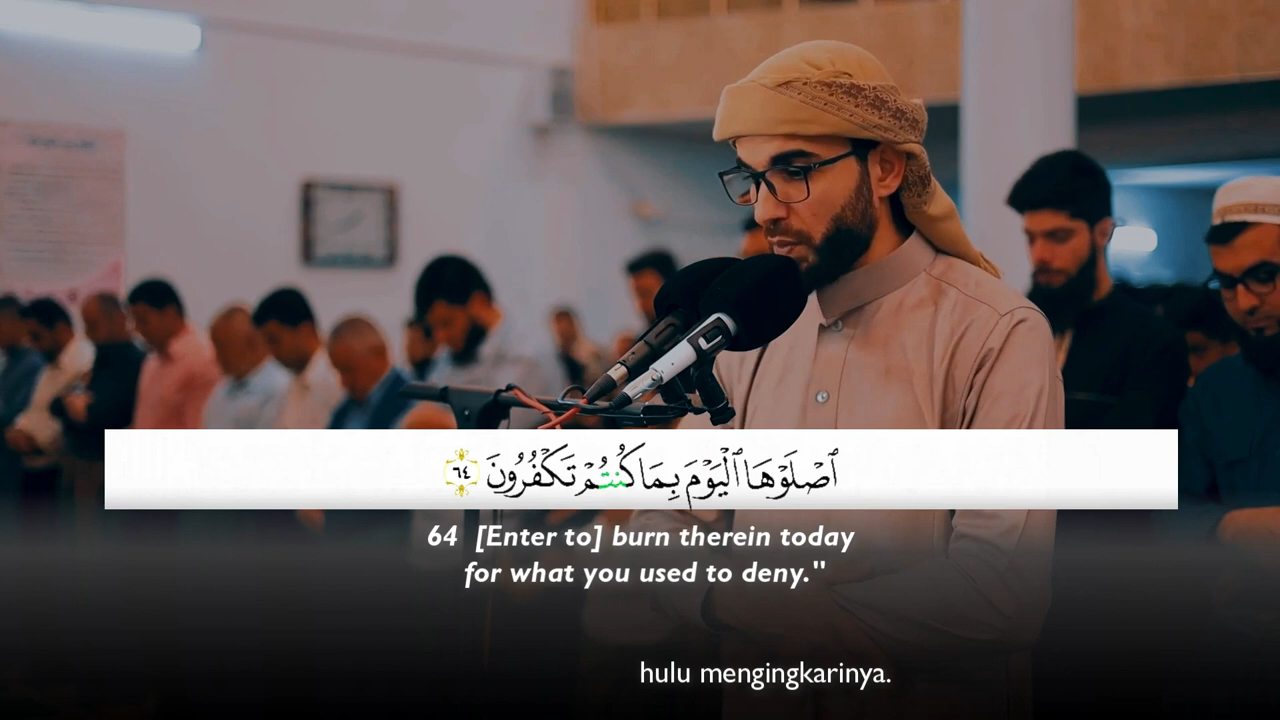 ٱصْلَوْهَا ٱلْيَوْمَ بِمَا كُنتُمْ تَكْفُرُونَ ٦٤
64 [Enter to] burn therein today
for what you used to deny."
hulu mengingkarinya.